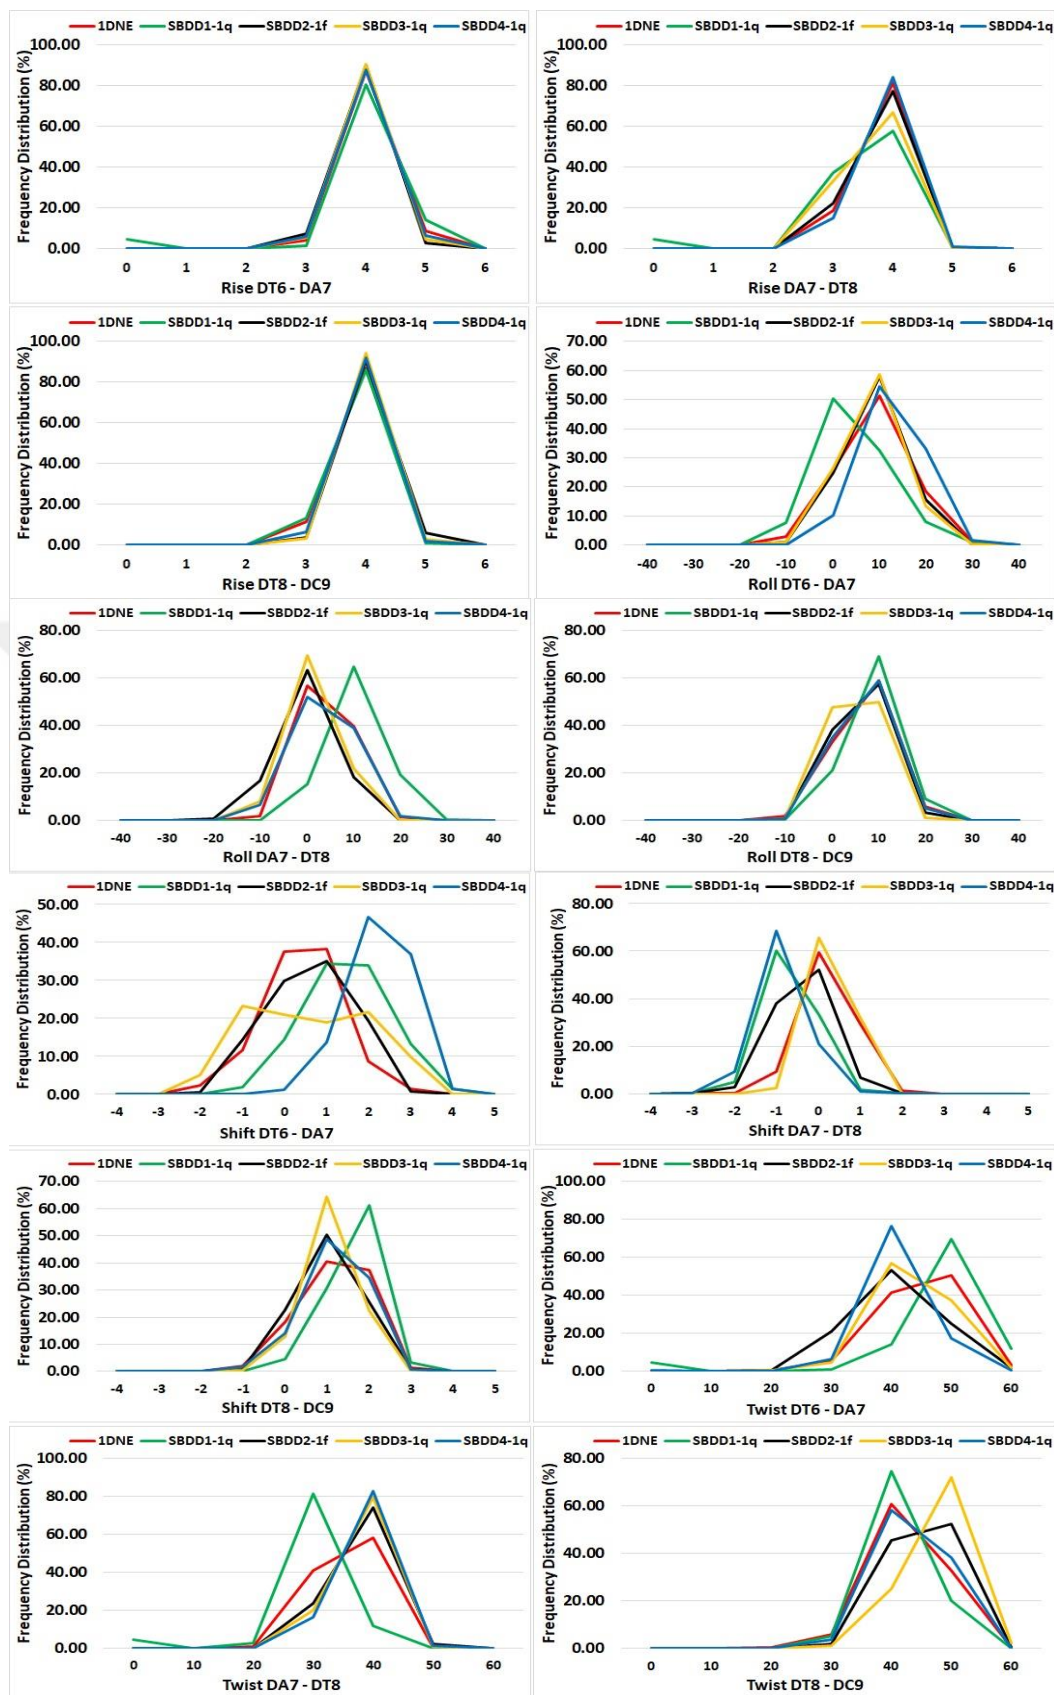 1DNE SBDD1-1q SBDD2-1f SBDD3-1q SBDD4-1q
Frequency Distribution (%)
100.00
80.00
60.00
40.00
20.00
0.00
0 1 2 3 4 5 6
Rise DT6 - DA7
1DNE SBDD1-1q SBDD2-1f SBDD3-1q SBDD4-1q
Frequency Distribution (%)
100.00
80.00
60.00
40.00
20.00
0.00
0 1 2 3 4 5 6
Rise DA7 - DT8
1DNE SBDD1-1q SBDD2-1f SBDD3-1q SBDD4-1q
Frequency Distribution (%)
100.00
80.00
60.00
40.00
20.00
0.00
0 1 2 3 4 5 6
Rise DT8 - DC9
1DNE SBDD1-1q SBDD2-1f SBDD3-1q SBDD4-1q
Frequency Distribution (%)
70.00
60.00
50.00
40.00
30.00
20.00
10.00
0.00
-40 -30 -20 -10 0 10 20 30 40
Roll DT6 - DA7
1DNE SBDD1-1q SBDD2-1f SBDD3-1q SBDD4-1q
Frequency Distribution (%)
80.00
60.00
40.00
20.00
0.00
-40 -30 -20 -10 0 10 20 30 40
Roll DA7 - DT8
1DNE SBDD1-1q SBDD2-1f SBDD3-1q SBDD4-1q
Frequency Distribution (%)
80.00
60.00
40.00
20.00
0.00
-40 -30 -20 -10 0 10 20 30 40
Roll DT8 - DC9
1DNE SBDD1-1q SBDD2-1f SBDD3-1q SBDD4-1q
Frequency Distribution (%)
50.00
40.00
30.00
20.00
10.00
0.00
-4 -3 -2 -1 0 1 2 3 4 5
Shift DT6 - DA7
1DNE SBDD1-1q SBDD2-1f SBDD3-1q SBDD4-1q
Frequency Distribution (%)
80.00
60.00
40.00
20.00
0.00
-4 -3 -2 -1 0 1 2 3 4 5
Shift DA7 - DT8
1DNE SBDD1-1q SBDD2-1f SBDD3-1q SBDD4-1q
Frequency Distribution (%)
70.00
60.00
50.00
40.00
30.00
20.00
10.00
0.00
-4 -3 -2 -1 0 1 2 3 4 5
Shift DT8 - DC9
1DNE SBDD1-1q SBDD2-1f SBDD3-1q SBDD4-1q
Frequency Distribution (%)
100.00
80.00
60.00
40.00
20.00
0.00
0 10 20 30 40 50 60
Twist DT6 - DA7
1DNE SBDD1-1q SBDD2-1f SBDD3-1q SBDD4-1q
Frequency Distribution (%)
100.00
80.00
60.00
40.00
20.00
0.00
0 10 20 30 40 50 60
Twist DA7 - DT8
1DNE SBDD1-1q SBDD2-1f SBDD3-1q SBDD4-1q
Frequency Distribution (%)
80.00
60.00
40.00
20.00
0.00
0 10 20 30 40 50 60
Twist DT8 - DC9